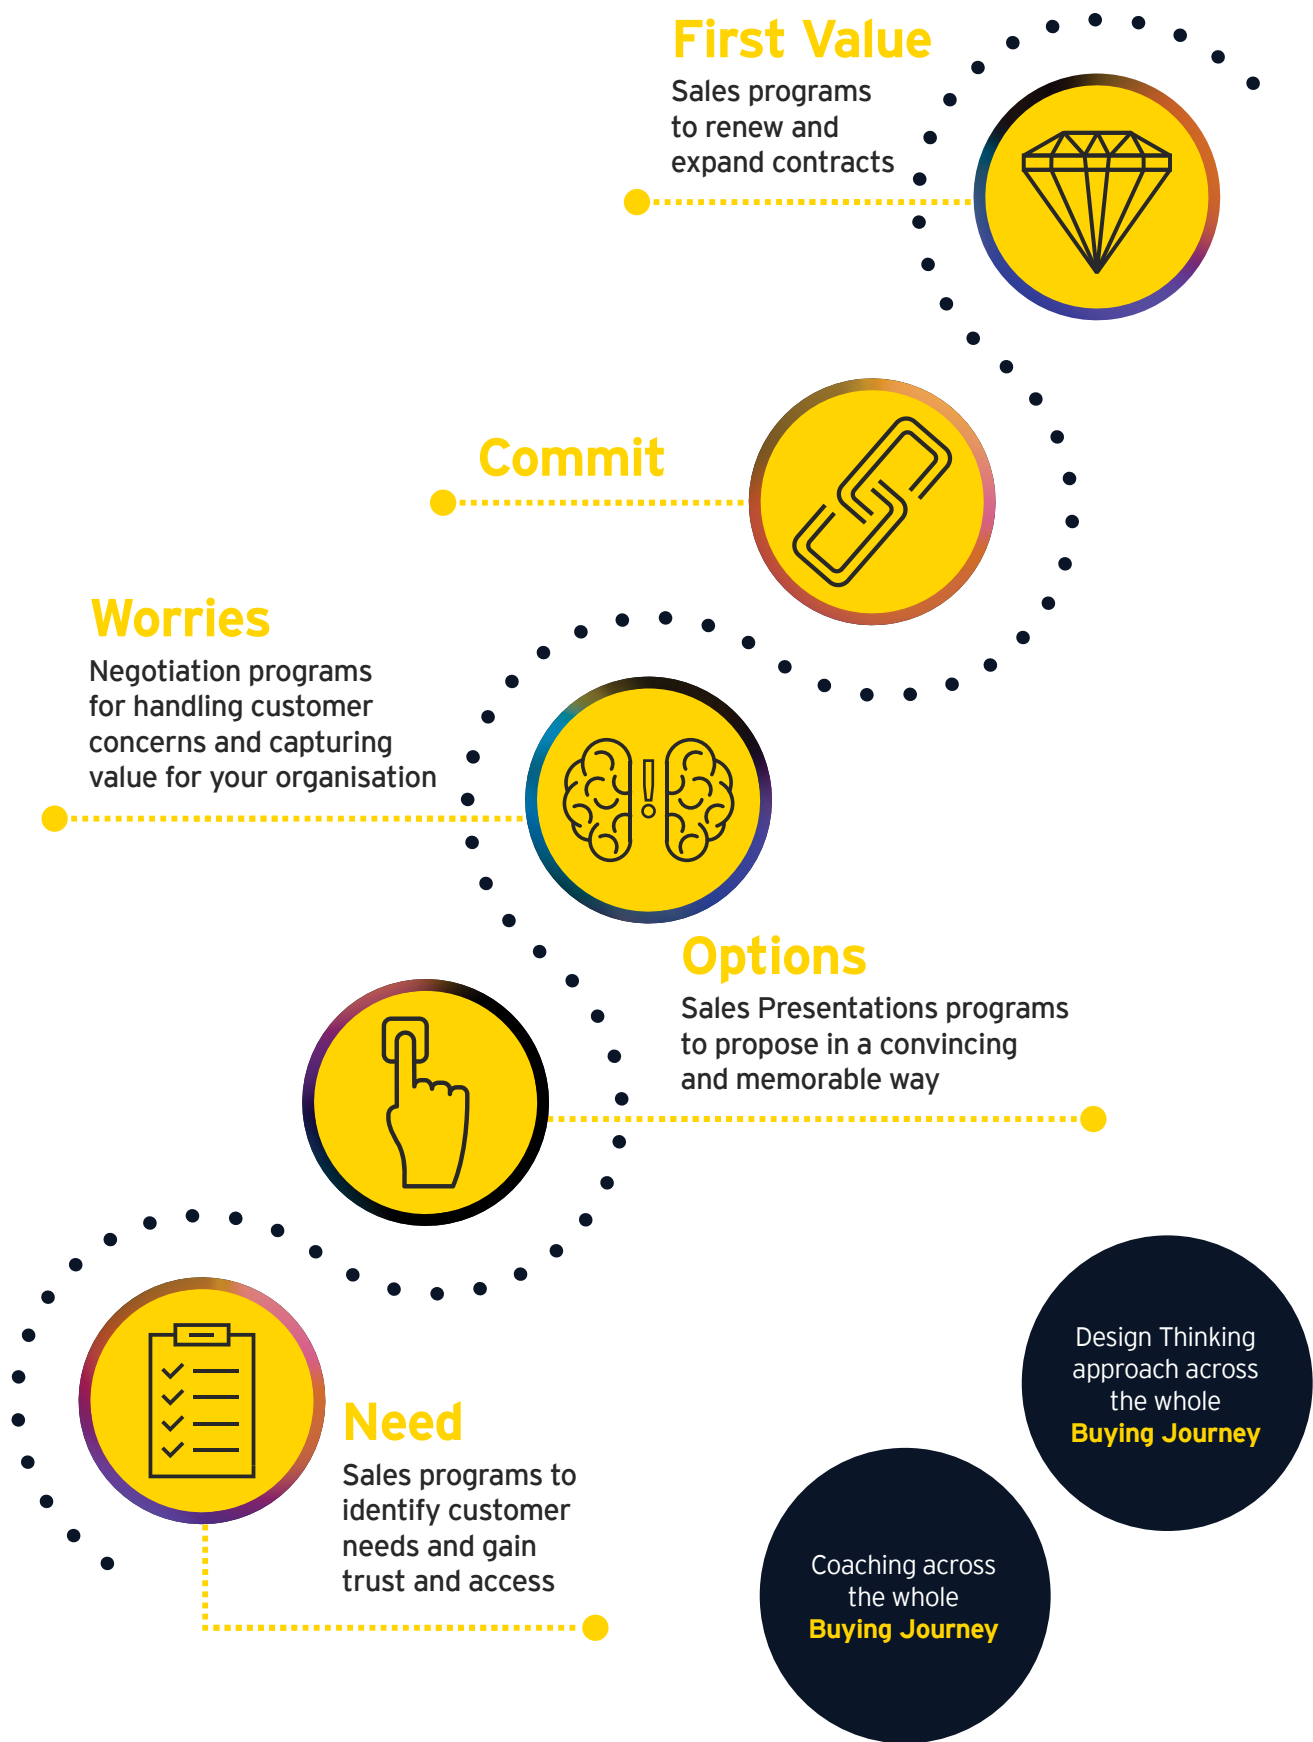 First Value
Sales programs
to renew and
expand contracts
Commit
Worries
Negotiation programs
for handling customer
concerns and capturing
value for your organisation
Options
Sales Presentations programs
to propose in a convincing
and memorable way
Need
Sales programs to
identify customer
needs and gain
trust and access
Design Thinking
approach across
the whole
Buying Journey
Coaching across
the whole
Buying Journey